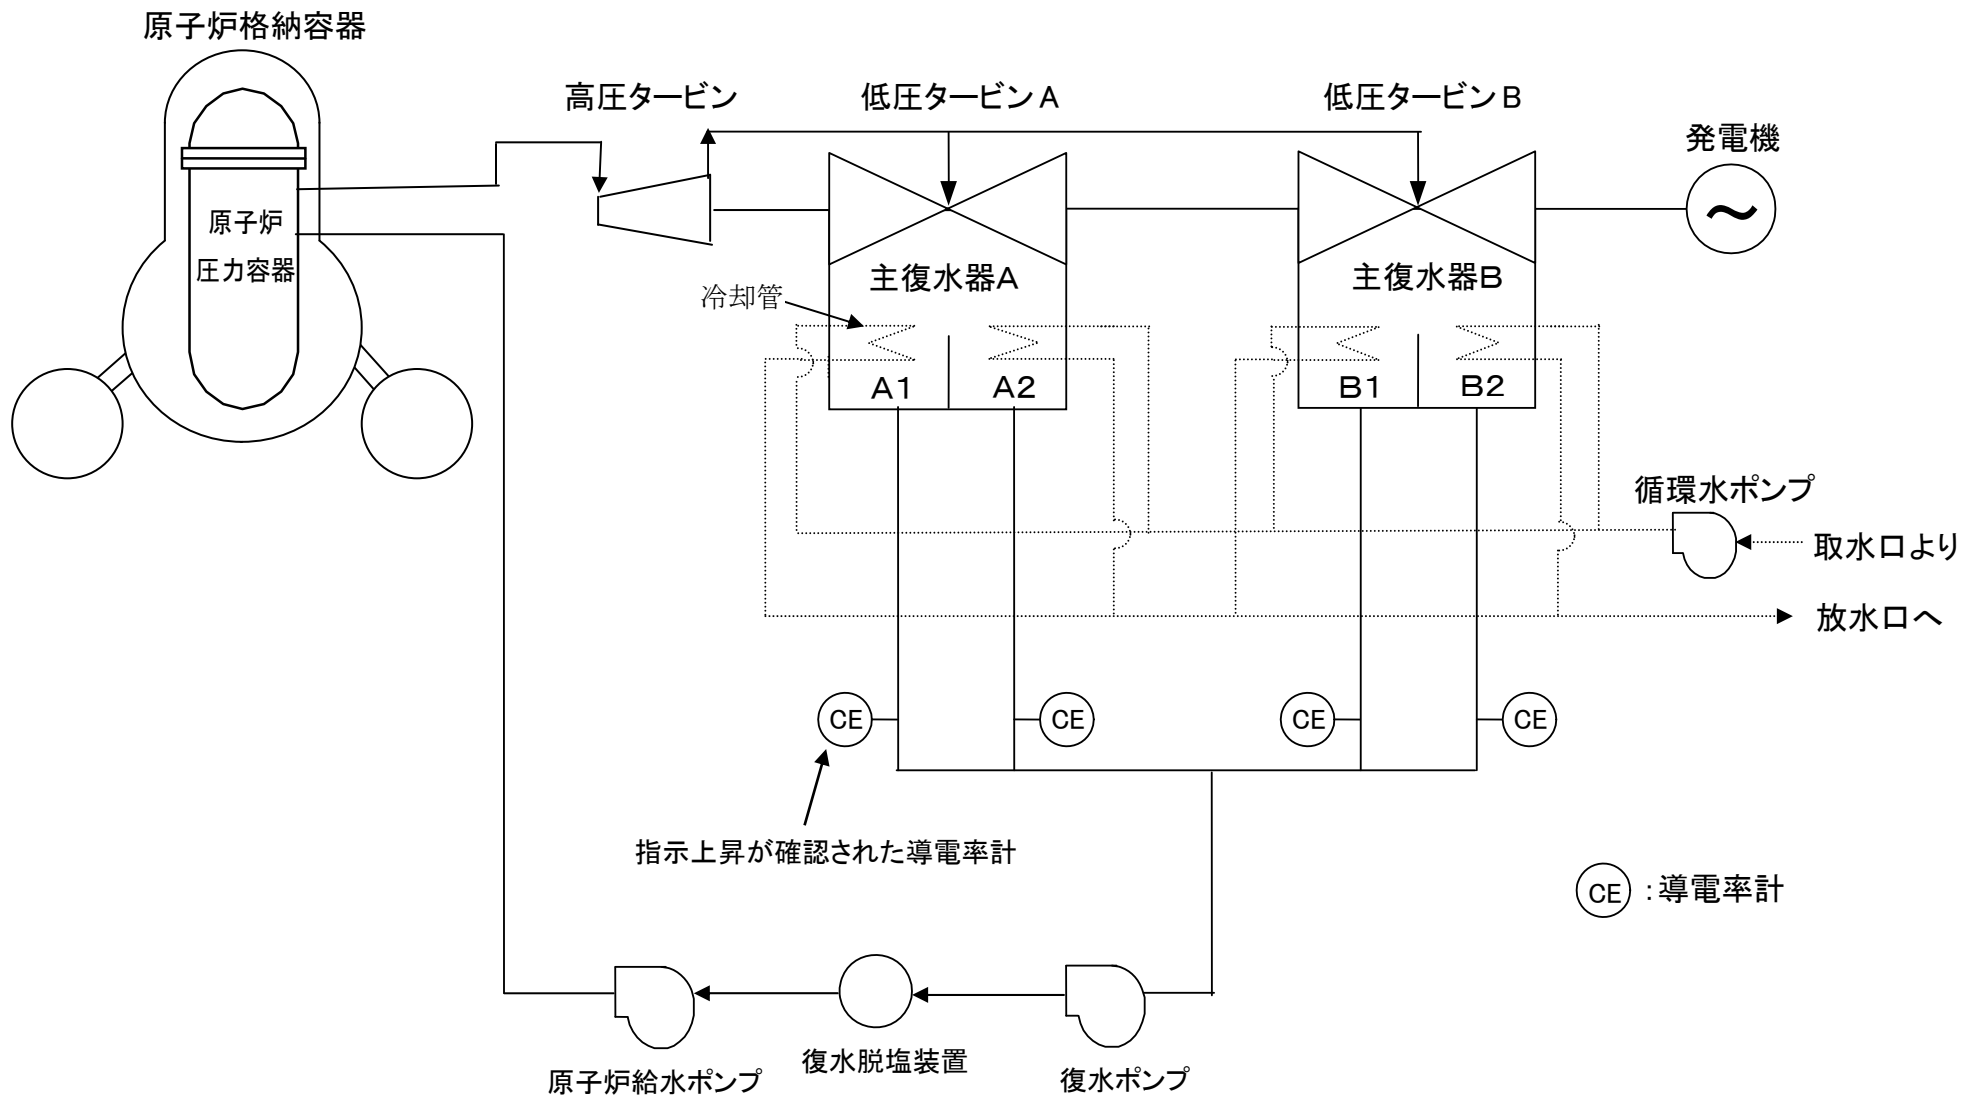 原子炉格納容器
高圧タービン
低圧タービンA
低圧タービンB
発電機
原子炉
圧力容器
主復水器A
主復水器B
冷却管
A1
A2
B1
B2
循環水ポンプ
取水口より
放水口へ
CE
CE
CE
CE
指示上昇が確認された導電率計
CE
:導電率計
原子炉給水ポンプ
復水脱塩装置
復水ポンプ